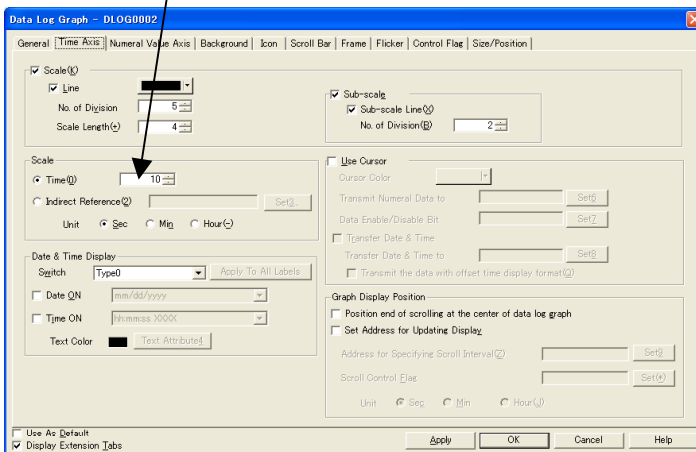 Data Log Graph - DLOG0002
General Time Axis Numeral Value Axis Background Icon Scroll Bar Frame Flicker Control Flag Size/Position
Scale(K)
Line
No. of Division 5
Scale Length(+) 4
Sub-scale
Sub-scale Line(X)
No. of Division(B) 2
Scale
Time(0) 10
Indirect Reference(2) Set3..
Unit Sec Min Hour(-)
Date & Time Display
Switch Type0 Apply To All Labels
Date ON mm/dd/yyyy
Time ON hh:mm:ss XXXX
Text Color Text Attribute4
Use Cursor
Cursor Color
Transmit Numeral Data to Set6
Data Enable/Disable Bit Set7
Transfer Date & Time
Transfer Date & Time to Set8
Transmit the data with offset time display format(Q)
Graph Display Position
Position end of scrolling at the center of data log graph
Set Address for Updating Display
Address for Specifying Scroll Interval(Z) Set9
Scroll Control Flag Set(*)
Unit Sec Min Hour(J)
Use As Default
Display Extension Tabs
Apply OK Cancel Help